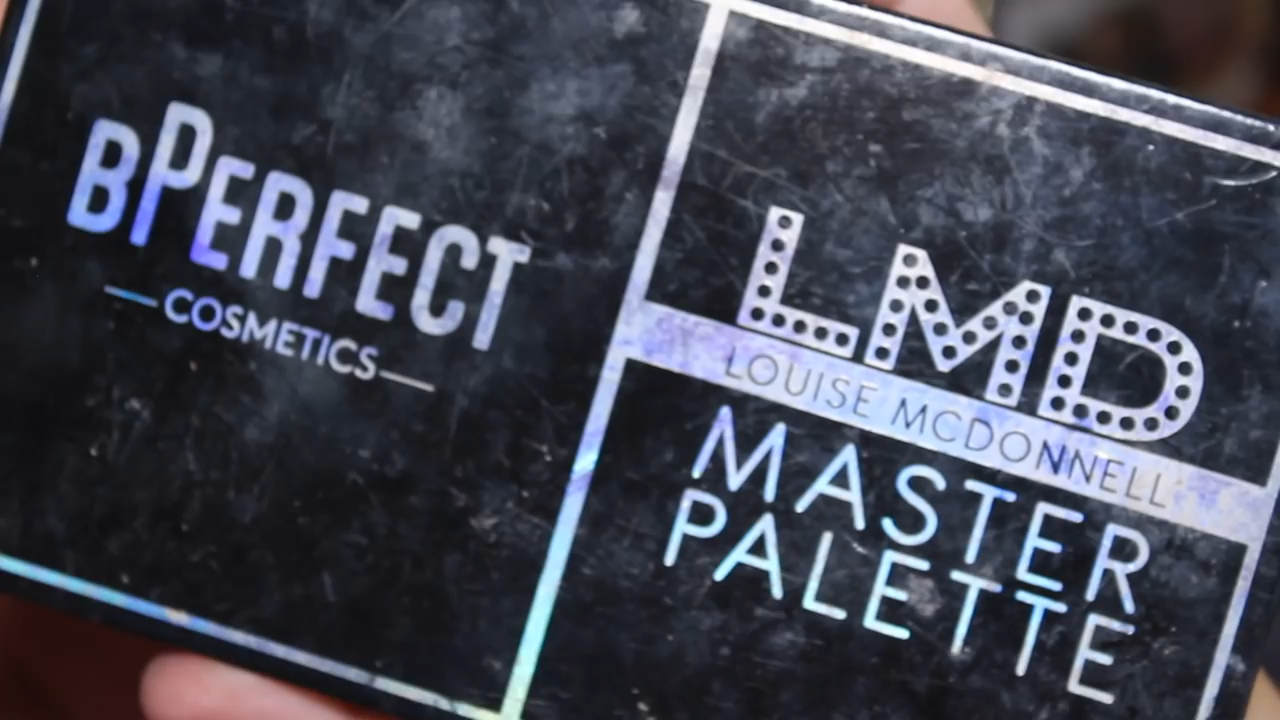 BPERFECT
COSMETICS
LMD
LOUISE MCDONNELL
MASTER
PALETTE